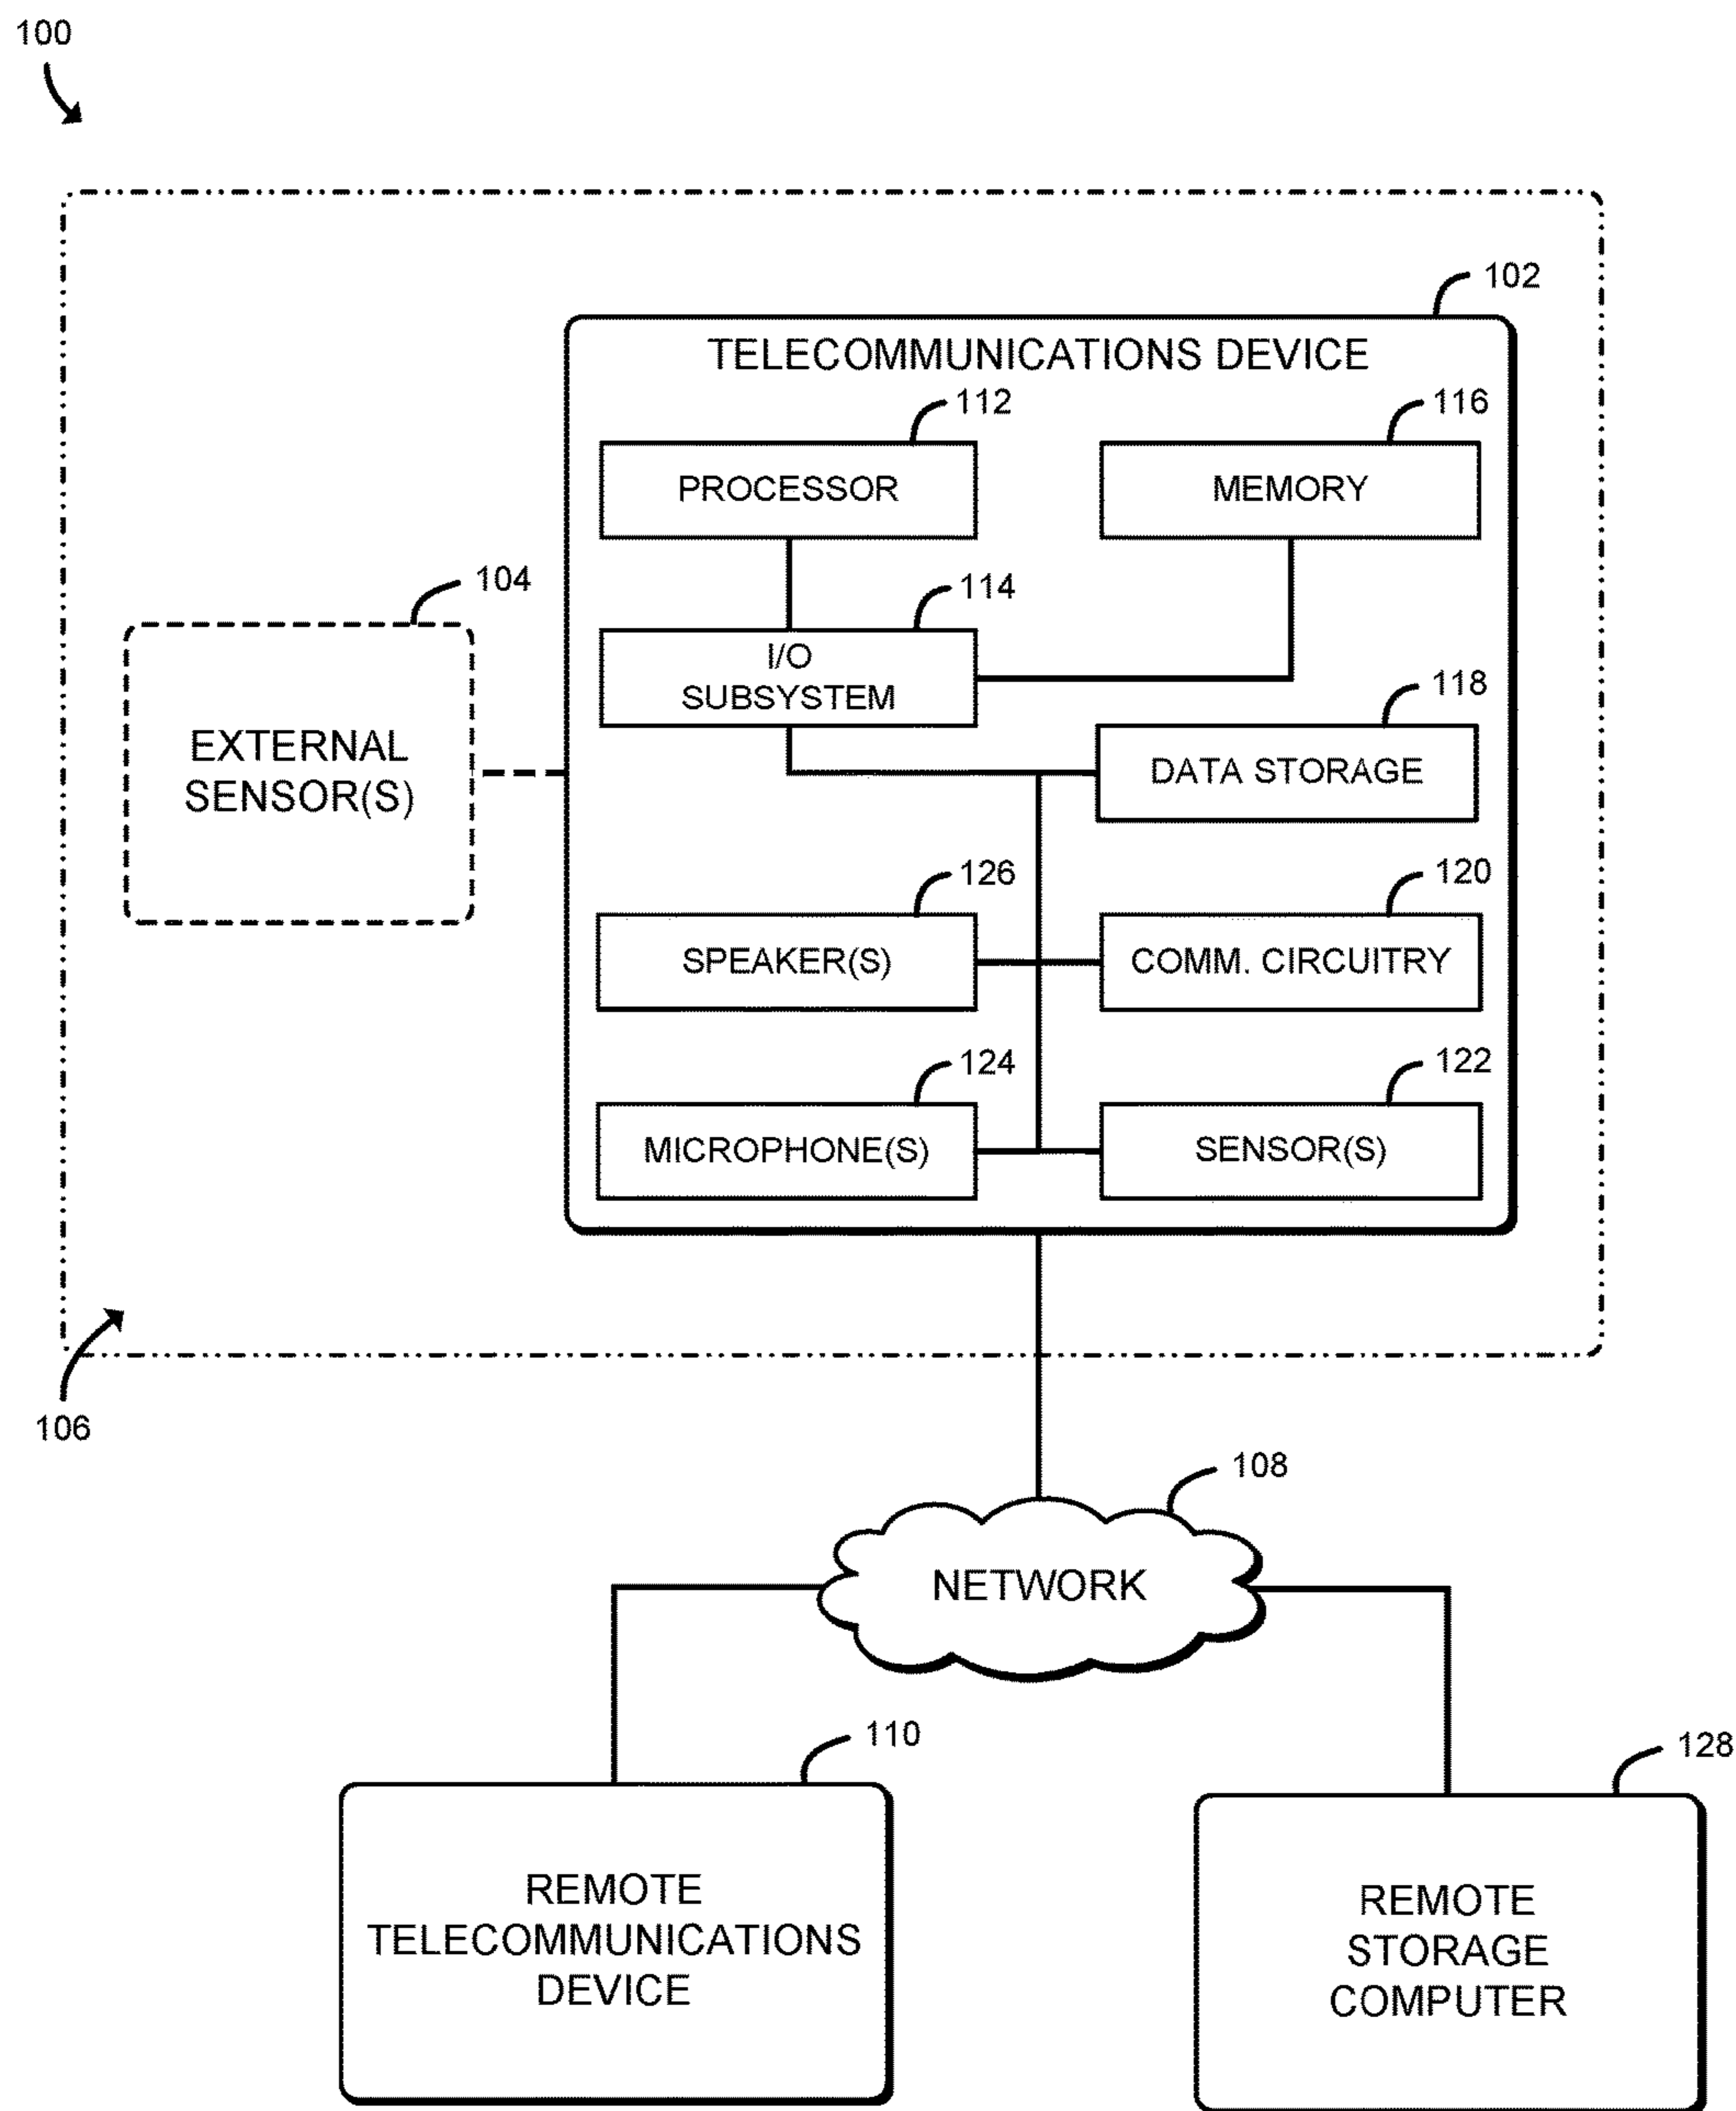 100
102
TELECOMMUNICATIONS DEVICE
112
116
PROCESSOR
MEMORY
104
114
I/O
SUBSYSTEM
118
EXTERNAL
SENSOR(S)
DATA STORAGE
126
120
SPEAKER(S)
COMM. CIRCUITRY
124
122
MICROPHONE(S)
SENSOR(S)
106
108
NETWORK
110
128
REMOTE
TELECOMMUNICATIONS
DEVICE
REMOTE
STORAGE
COMPUTER